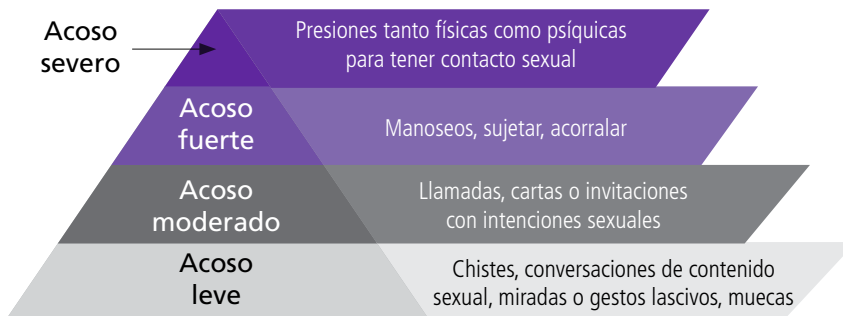 Acoso
severo
Presiones tanto físicas como psíquicas
para tener contacto sexual
Acoso
fuerte
Manoseos, sujetar, acorralar
Acoso
moderado
Llamadas, cartas o invitaciones
con intenciones sexuales
Acoso
leve
Chistes, conversaciones de contenido
sexual, miradas o gestos lascivos, muecas